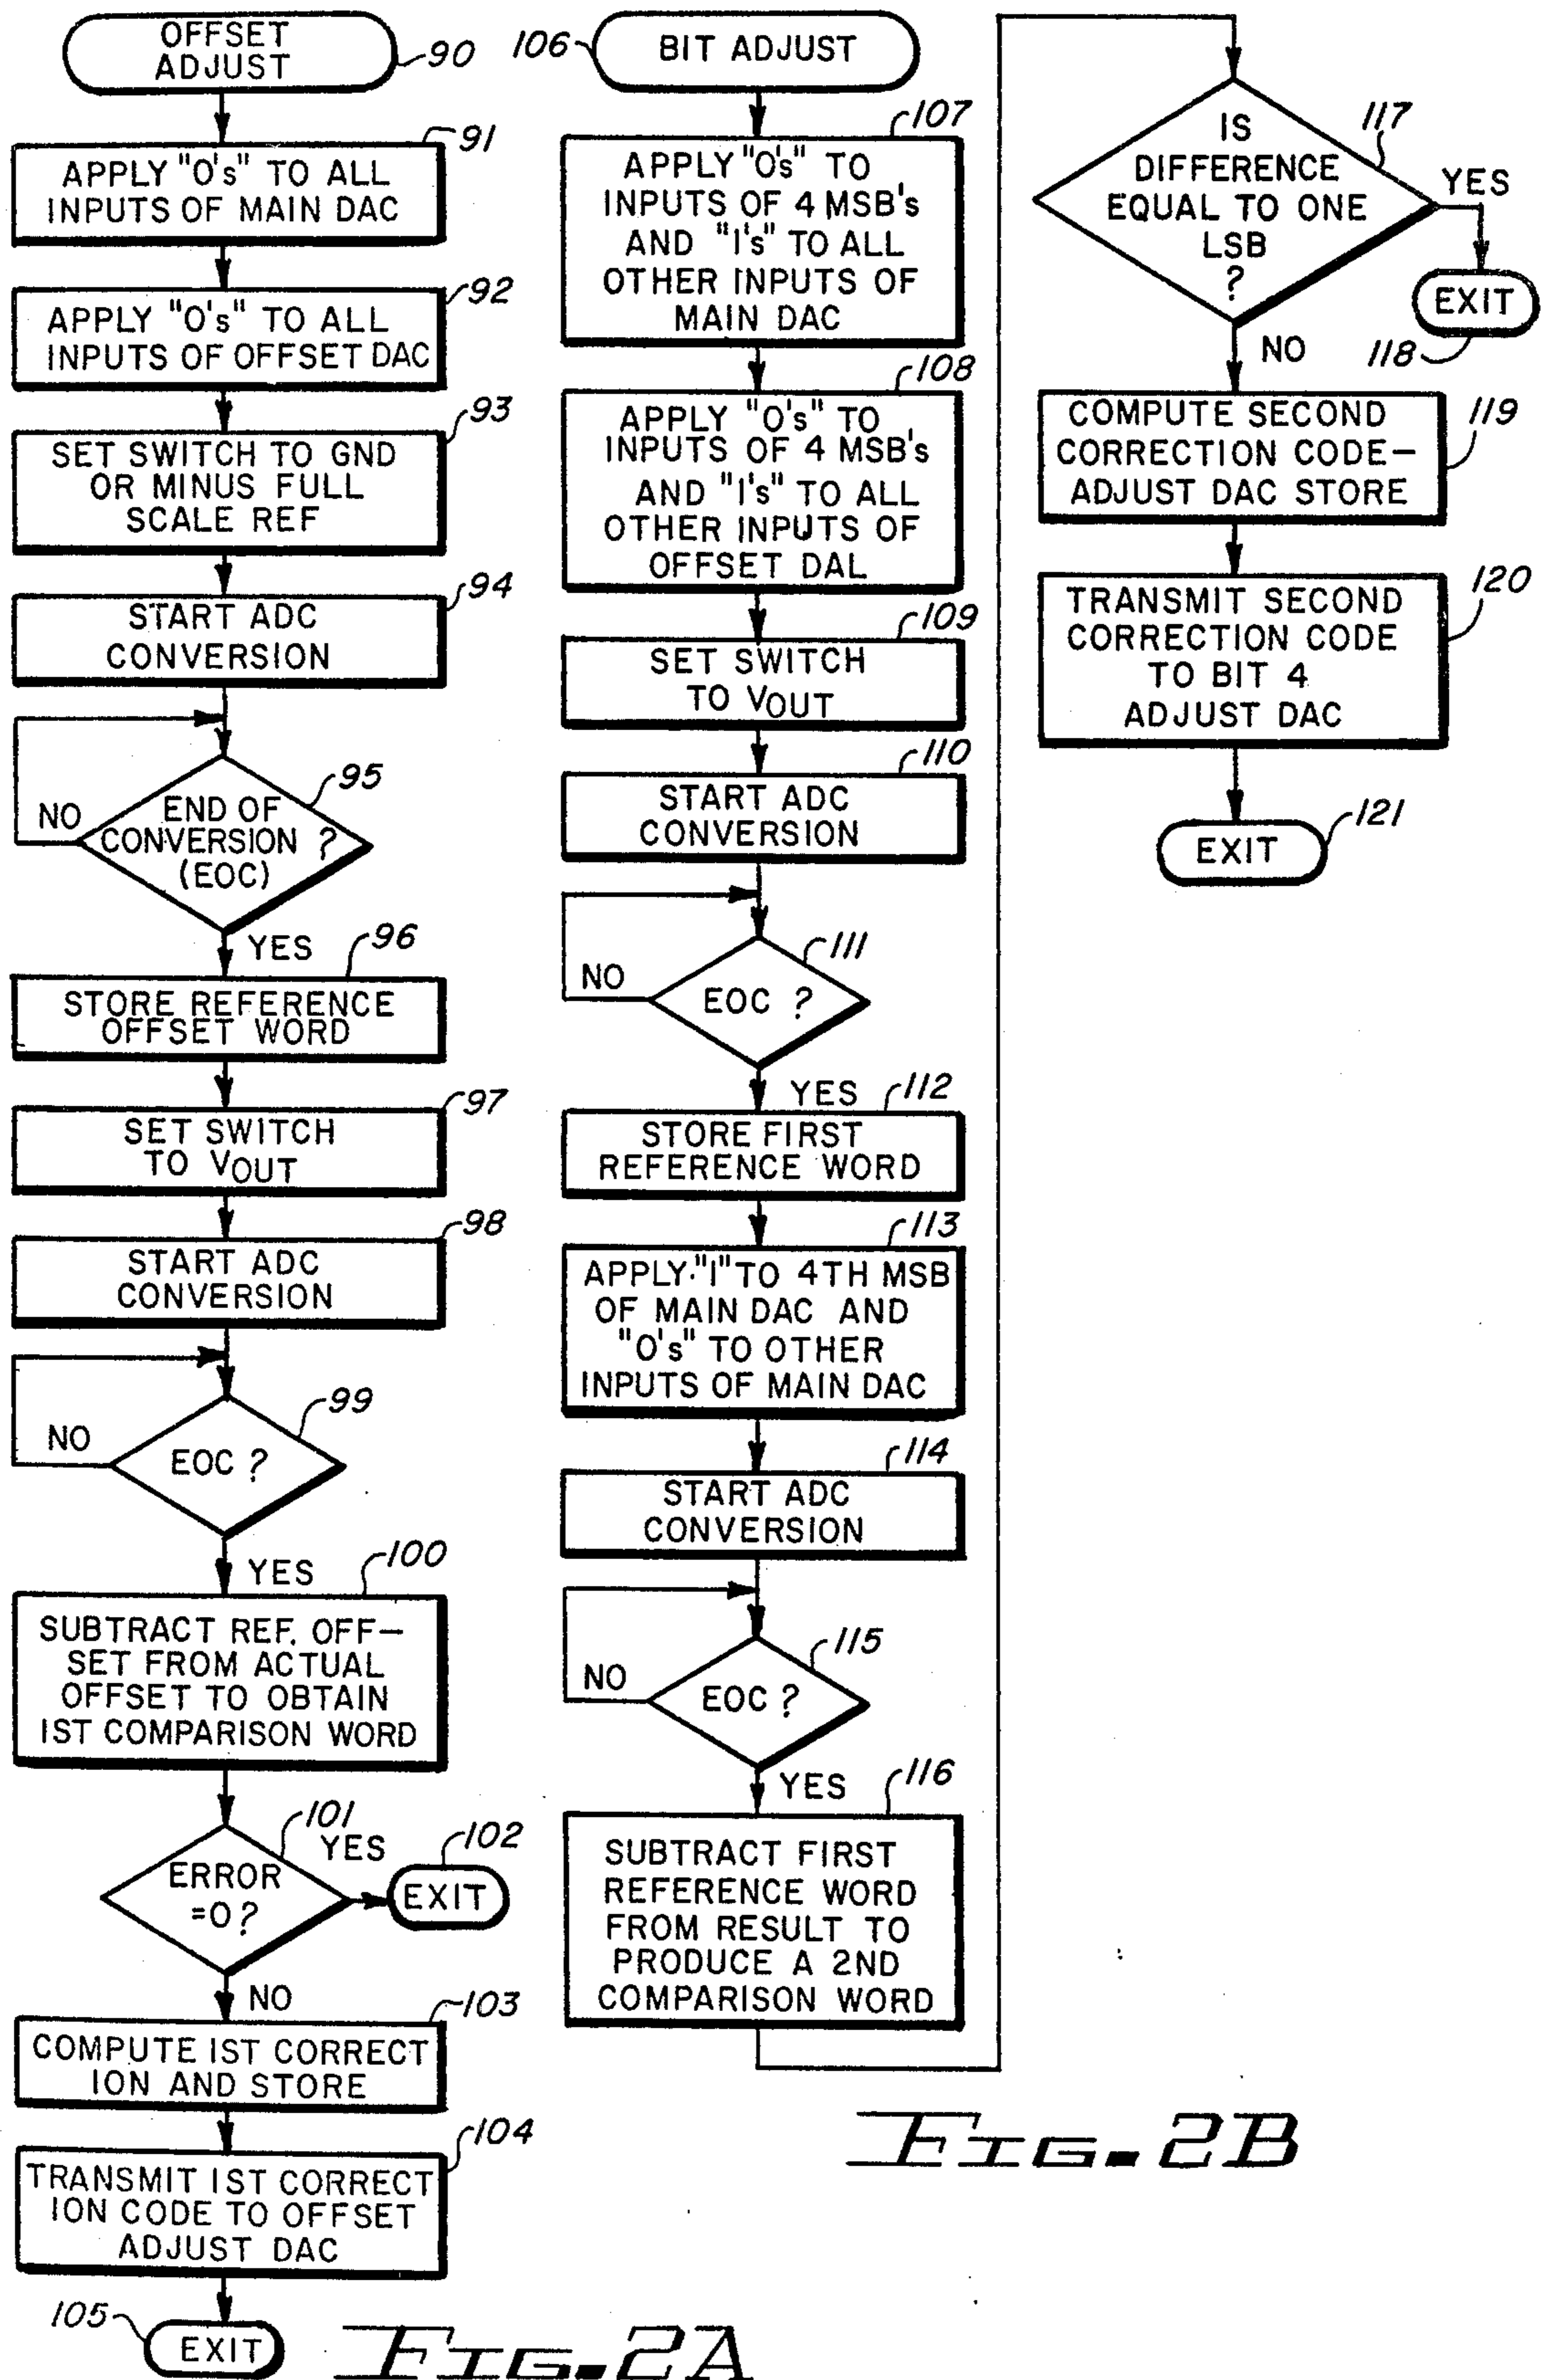 OFFSET
ADJUST
90
91
APPLY "O's" TO ALL
INPUTS OF MAIN DAC
92
APPLY "O's" TO ALL
INPUTS OF OFFSET DAC
93
SET SWITCH TO GND
OR MINUS FULL
SCALE REF
94
START ADC
CONVERSION
95
NO
END OF
CONVERSION ?
(EOC)
YES
96
STORE REFERENCE
OFFSET WORD
97
SET SWITCH
TO VOUT
98
START ADC
CONVERSION
99
NO
EOC ?
YES
100
SUBTRACT REF. OFF-
SET FROM ACTUAL
OFFSET TO OBTAIN
1ST COMPARISON WORD
101
YES
102
ERROR
=0?
EXIT
NO
103
COMPUTE 1ST CORRECT
ION AND STORE
104
TRANSMIT 1ST CORRECT
ION CODE TO OFFSET
ADJUST DAC
105
EXIT
FIG. 2A
106
BIT ADJUST
107
APPLY "O's" TO
INPUTS OF 4 MSB's
AND "1's" TO ALL
OTHER INPUTS OF
MAIN DAC
108
APPLY "O's" TO
INPUTS OF 4 MSB's
AND "1's" TO ALL
OTHER INPUTS OF
OFFSET DAL
109
SET SWITCH
TO VOUT
110
START ADC
CONVERSION
111
NO
EOC ?
YES
112
STORE FIRST
REFERENCE WORD
113
APPLY "1" TO 4TH MSB
OF MAIN DAC AND
"O's" TO OTHER
INPUTS OF MAIN DAC
114
START ADC
CONVERSION
115
NO
EOC ?
YES
116
SUBTRACT FIRST
REFERENCE WORD
FROM RESULT TO
PRODUCE A 2ND
COMPARISON WORD
117
IS
DIFFERENCE
EQUAL TO ONE
LSB
?
YES
EXIT
118
NO
119
COMPUTE SECOND
CORRECTION CODE-
ADJUST DAC STORE
120
TRANSMIT SECOND
CORRECTION CODE
TO BIT 4
ADJUST DAC
121
EXIT
FIG. 2B